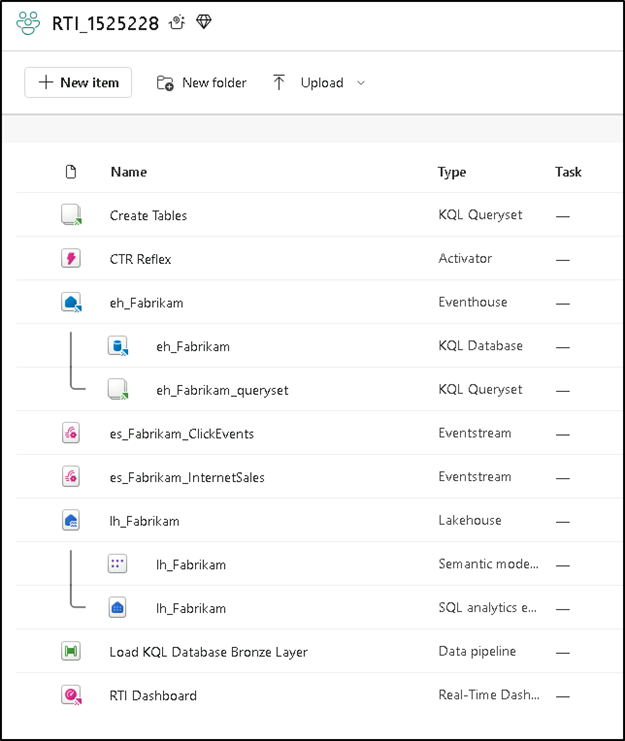 RTI_1525228
New item New folder Upload
Name Type Task
Create Tables KQL Queryset —
CTR Reflex Activator —
eh_Fabrikam Eventhouse —
eh_Fabrikam KQL Database —
eh_Fabrikam_queryset KQL Queryset —
es_Fabrikam_ClickEvents Eventstream —
es_Fabrikam_InternetSales Eventstream —
lh_Fabrikam Lakehouse —
lh_Fabrikam Semantic mode... —
lh_Fabrikam SQL analytics e... —
Load KQL Database Bronze Layer Data pipeline —
RTI Dashboard Real-Time Dash... —